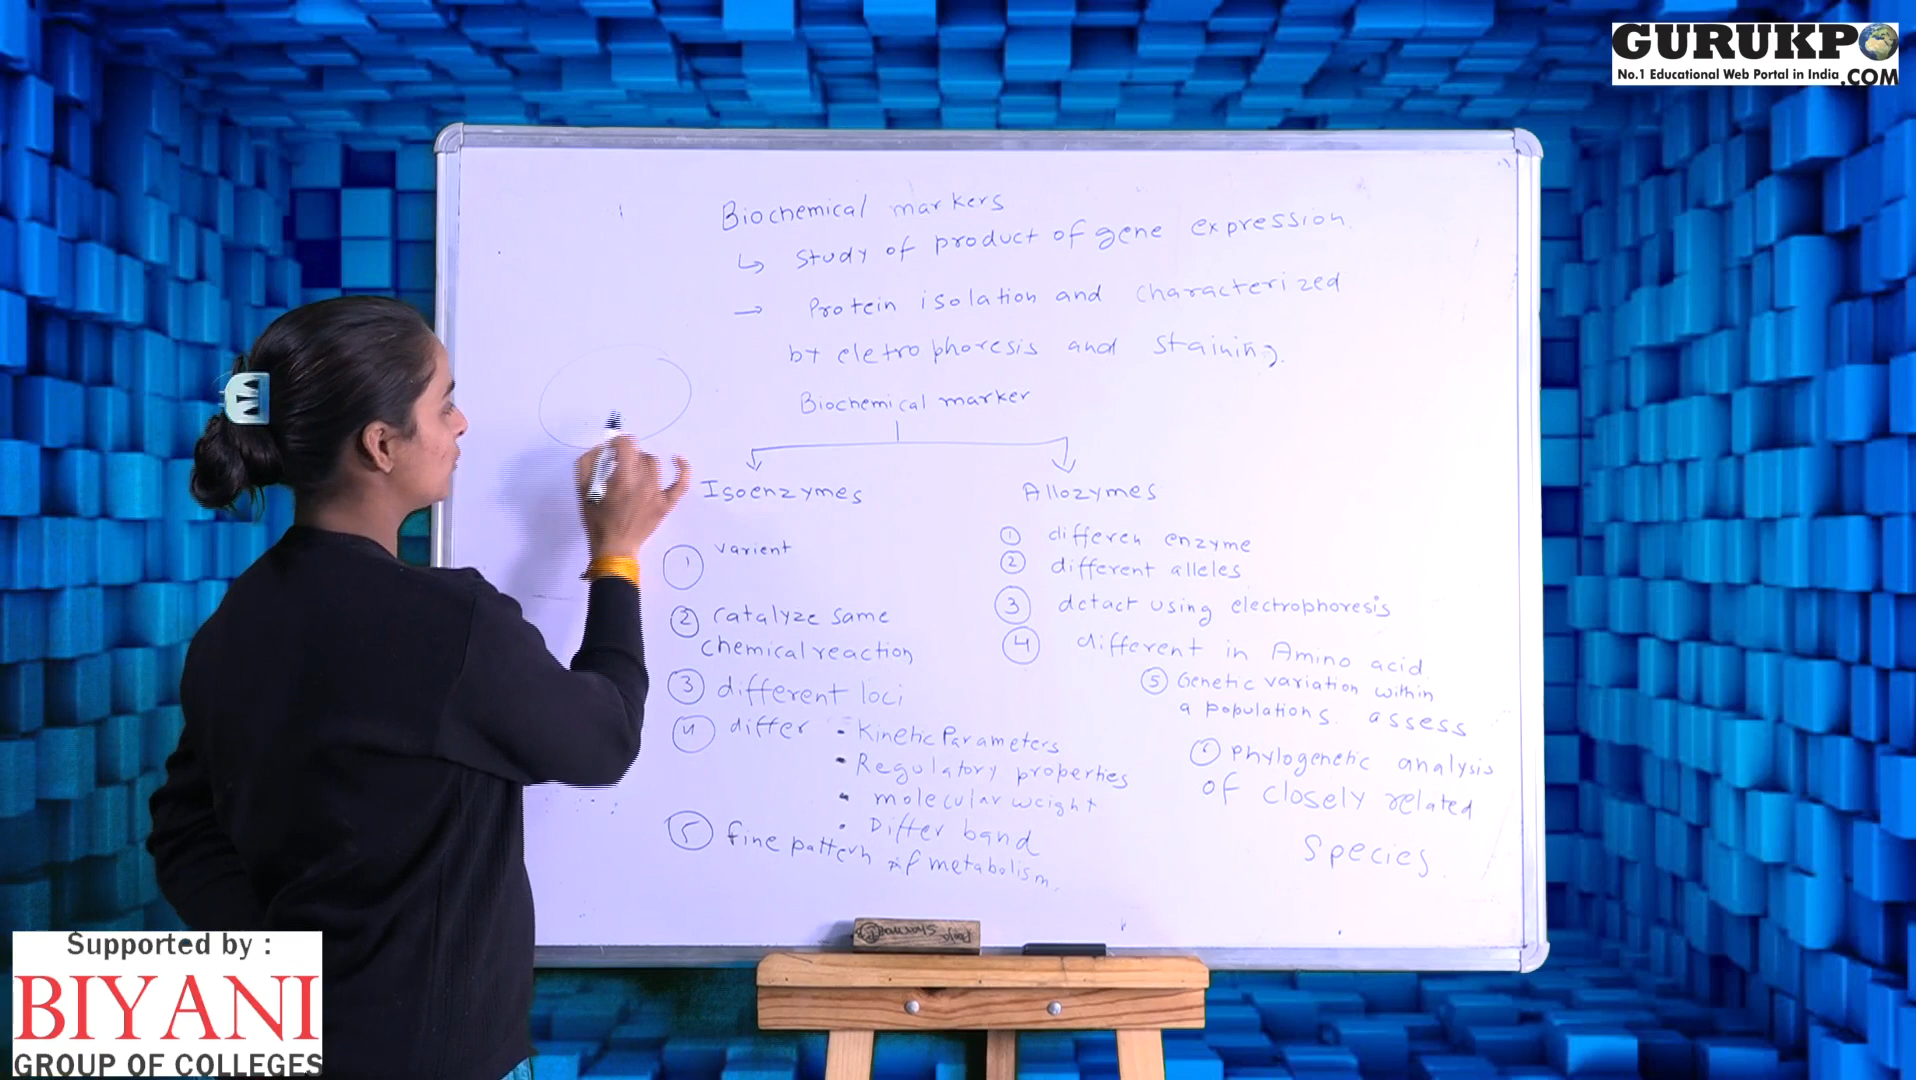 GURUKPO
No.1 Educational Web Portal in India .COM
Biochemical markers
↳ Study of product of gene expression.
→ Protein isolation and characterized
by eletrophoresis and staining.
Biochemical marker
Isoenzymes
① varient
② catalyze same
chemical reaction
③ different loci
④ differ - Kinetic Parameters
• Regulatory properties
• molecular weight
• Differ band
⑤ fine pattern of metabolism.
Allozymes
① differen enzyme
② different alleles
③ detact using electrophoresis
④ different in Amino acid
⑤ Genetic variation within
a populations. assess
⑥ phylogenetic analysis
of closely related
species.
Sharma
Supported by :
BIYANI
GROUP OF COLLEGES